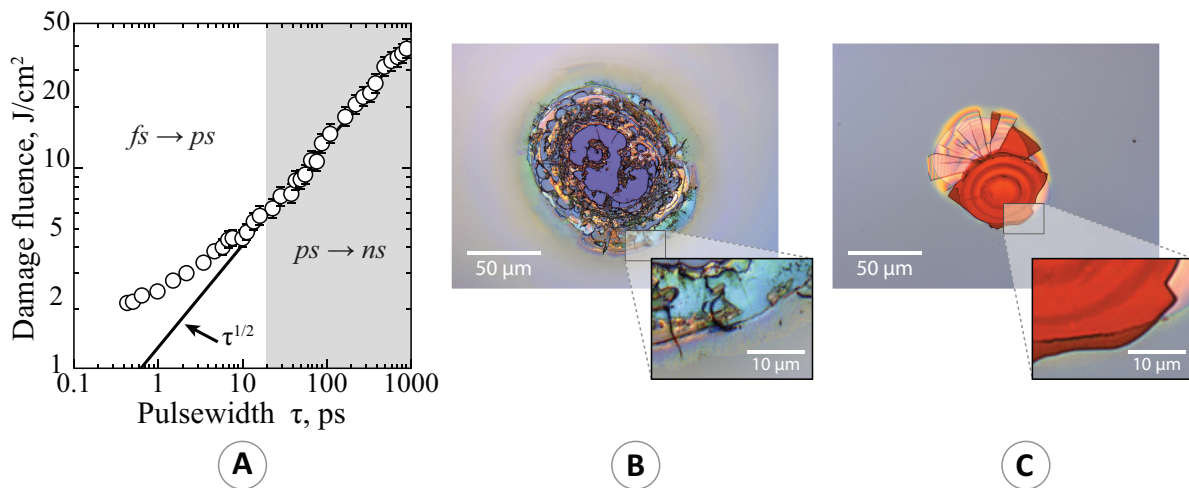 Damage fluence, J/cm²
50
20
10
5
2
1
fs → ps
ps → ns
τ1/2
0.1
1
10
100
1000
Pulsewidth τ, ps
A
50 µm
10 µm
B
50 µm
10 µm
C